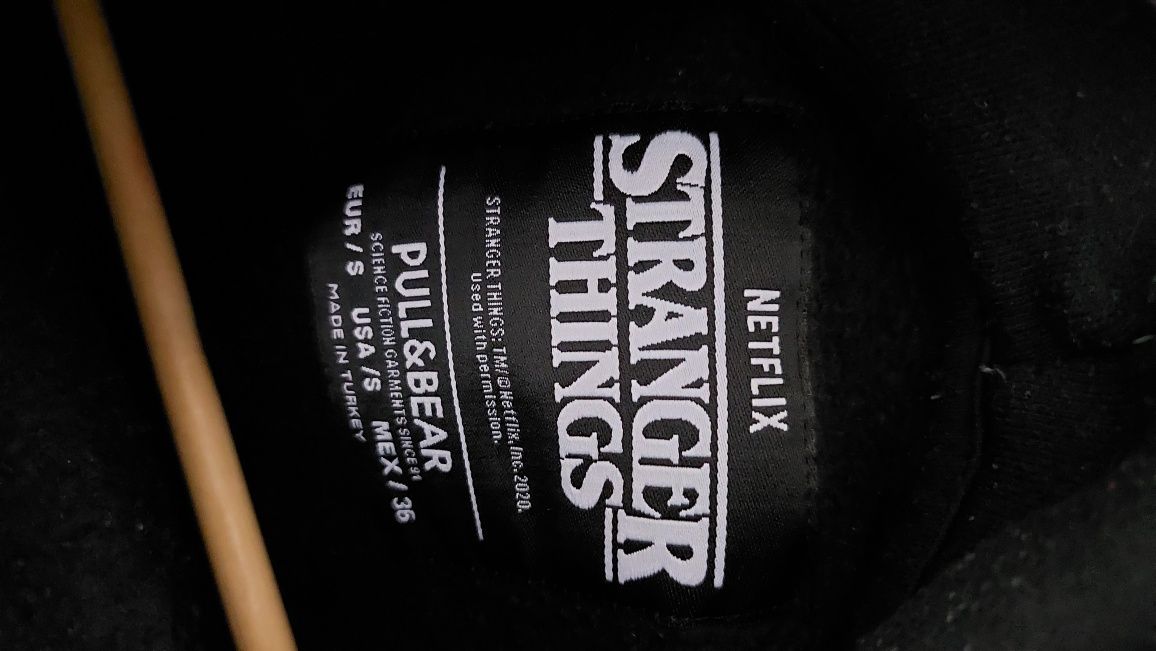 NETFLIX
STRANGER
THINGS
STRANGER THINGS: TM/© Netflix, Inc. 2020.
Used with permission.
PULL&BEAR
SCIENCE FICTION GARMENTS SINCE 91
EUR / S USA / S MEX / 36
MADE IN TURKEY